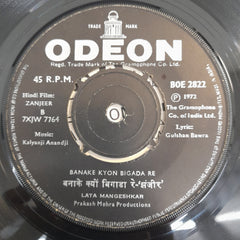 TRADE MARK
ODEON
Regd. Trade Mark of The Gramophone Co. Ltd.
45 R.P.M.
BOE 2822
Hindi Film:
ZANJEER
7XJW 7764
Music:
Kalyanji Anandji
℗ 1972
The Gramophone
Co. of India Ltd.
Lyric:
Gulshan Bawra
BANAKE KYON BIGADA RE
बनाके क्यों बिगाडा रे-'जंजीर'
LAYA MANGESHKAR
Prakash Mehra Productions